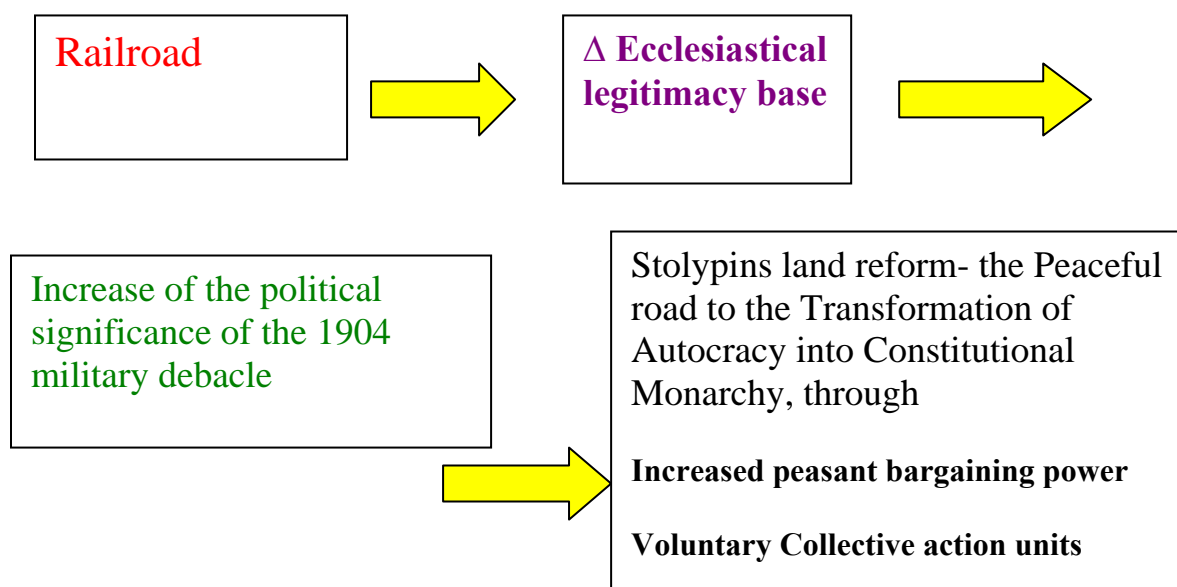 Railroad
Δ Ecclesiastical
legitimacy base
Increase of the political
significance of the 1904
military debacle
Stolypins land reform- the Peaceful
road to the Transformation of
Autocracy into Constitutional
Monarchy, through
Increased peasant bargaining power
Voluntary Collective action units